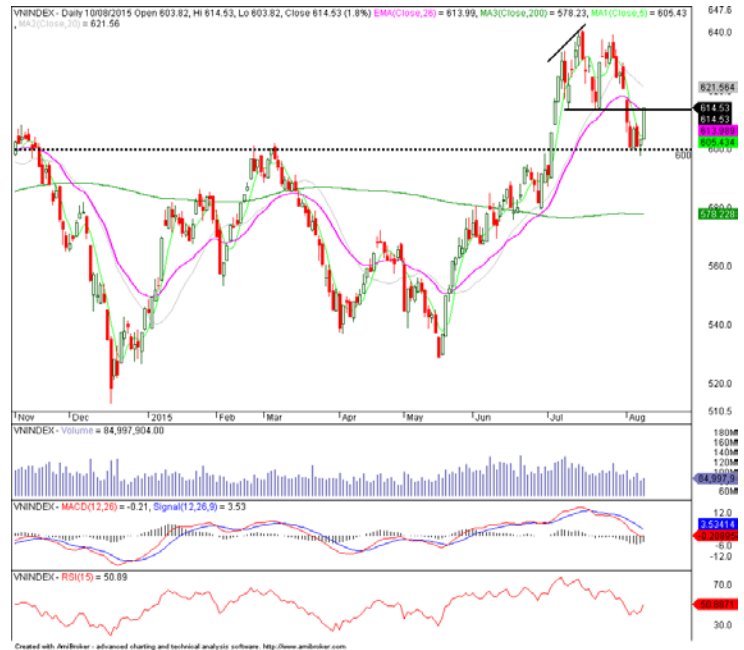 VNINDEX - Daily 10/08/2015 Open 603.82, Hi 614.53, Lo 603.82, Close 614.53 (1.8%) EMA(Close,26) = 613.99, MA3(Close,200) = 578.23, MA1(Close,5) = 605.43
, MA2(Close,20) = 621.56
647.6
640.0
621.564
614.53
614.53
613.989
605.434
600.0
600
580.0
578.228
560.0
540.0
520.0
510.5
Nov Dec 2015 Feb Mar Apr May Jun Jul Aug
VNINDEX - Volume = 84,997,904.00
180M
160M
140M
120M
100M
84,997,9
60M
VNINDEX - MACD(12,26) = -0.21, Signal(12,26,9) = 3.53
12.0
3.53414
-6.0
-12.0
VNINDEX - RSI(15) = 50.89
70.0
30.0
Created with AmiBroker - advanced charting and technical analysis software. http://www.amibroker.com